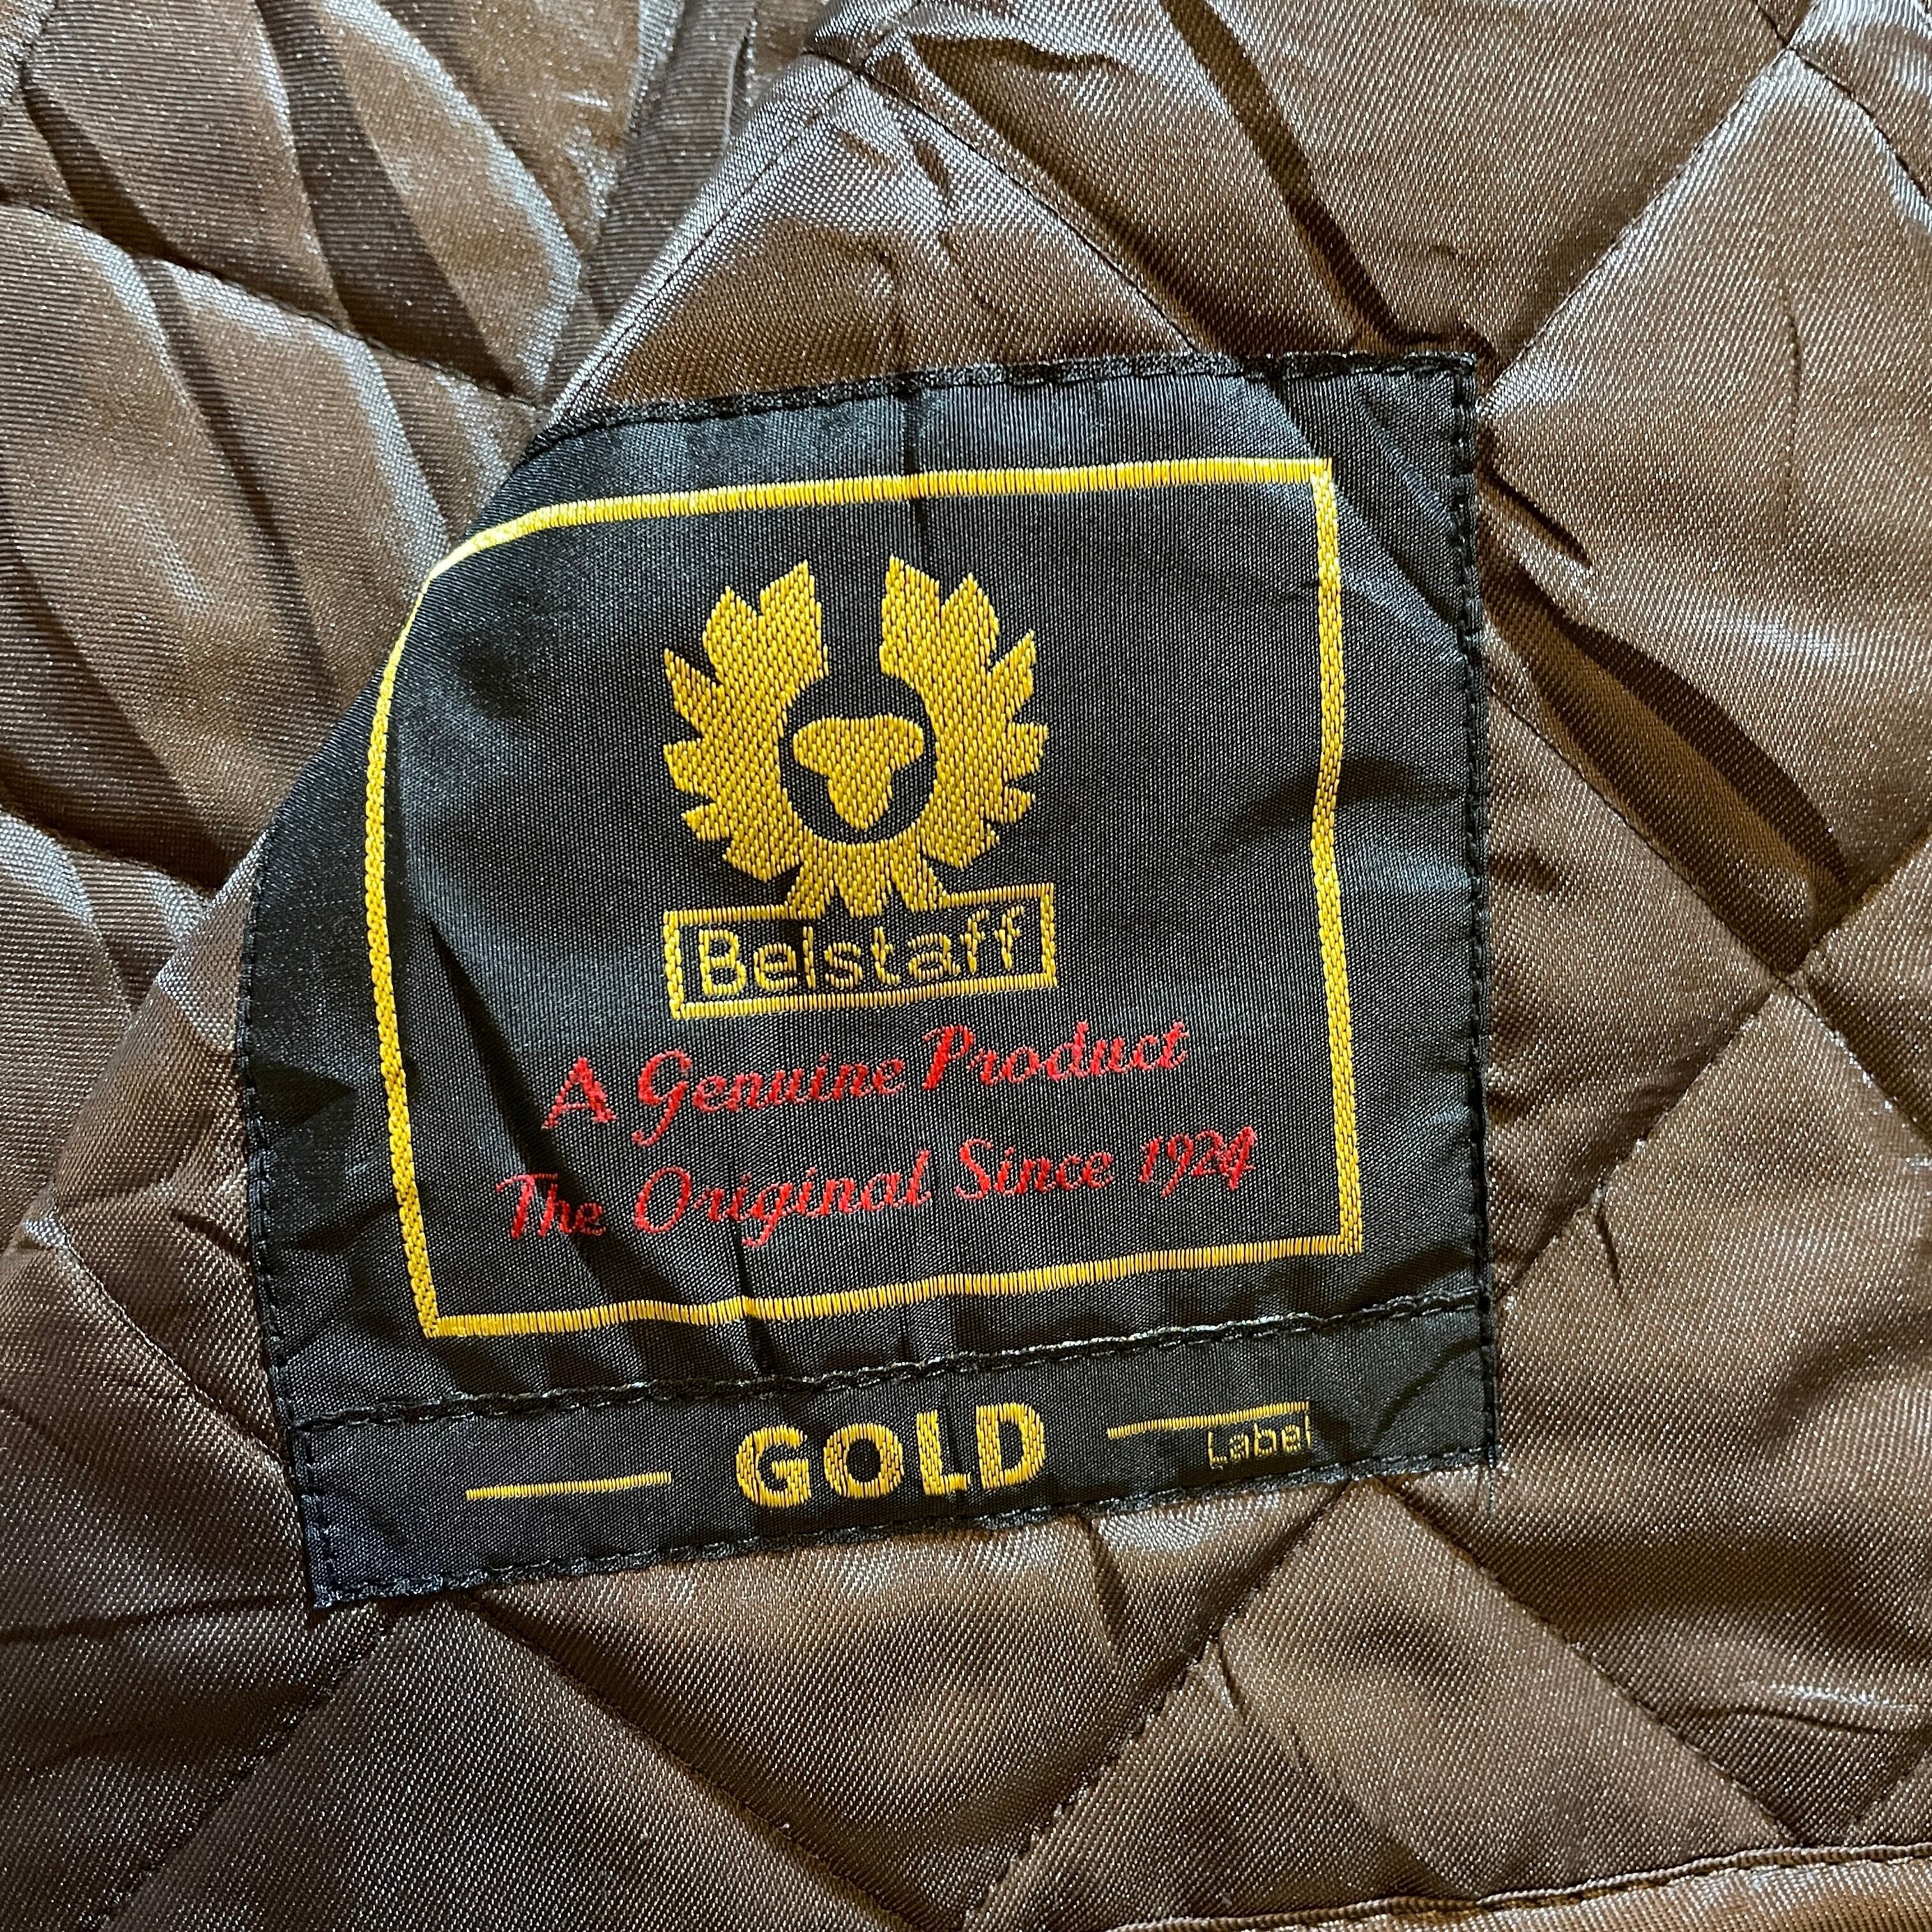 Belstaff
A Genuine Product
The Original Since 1924
GOLD Label